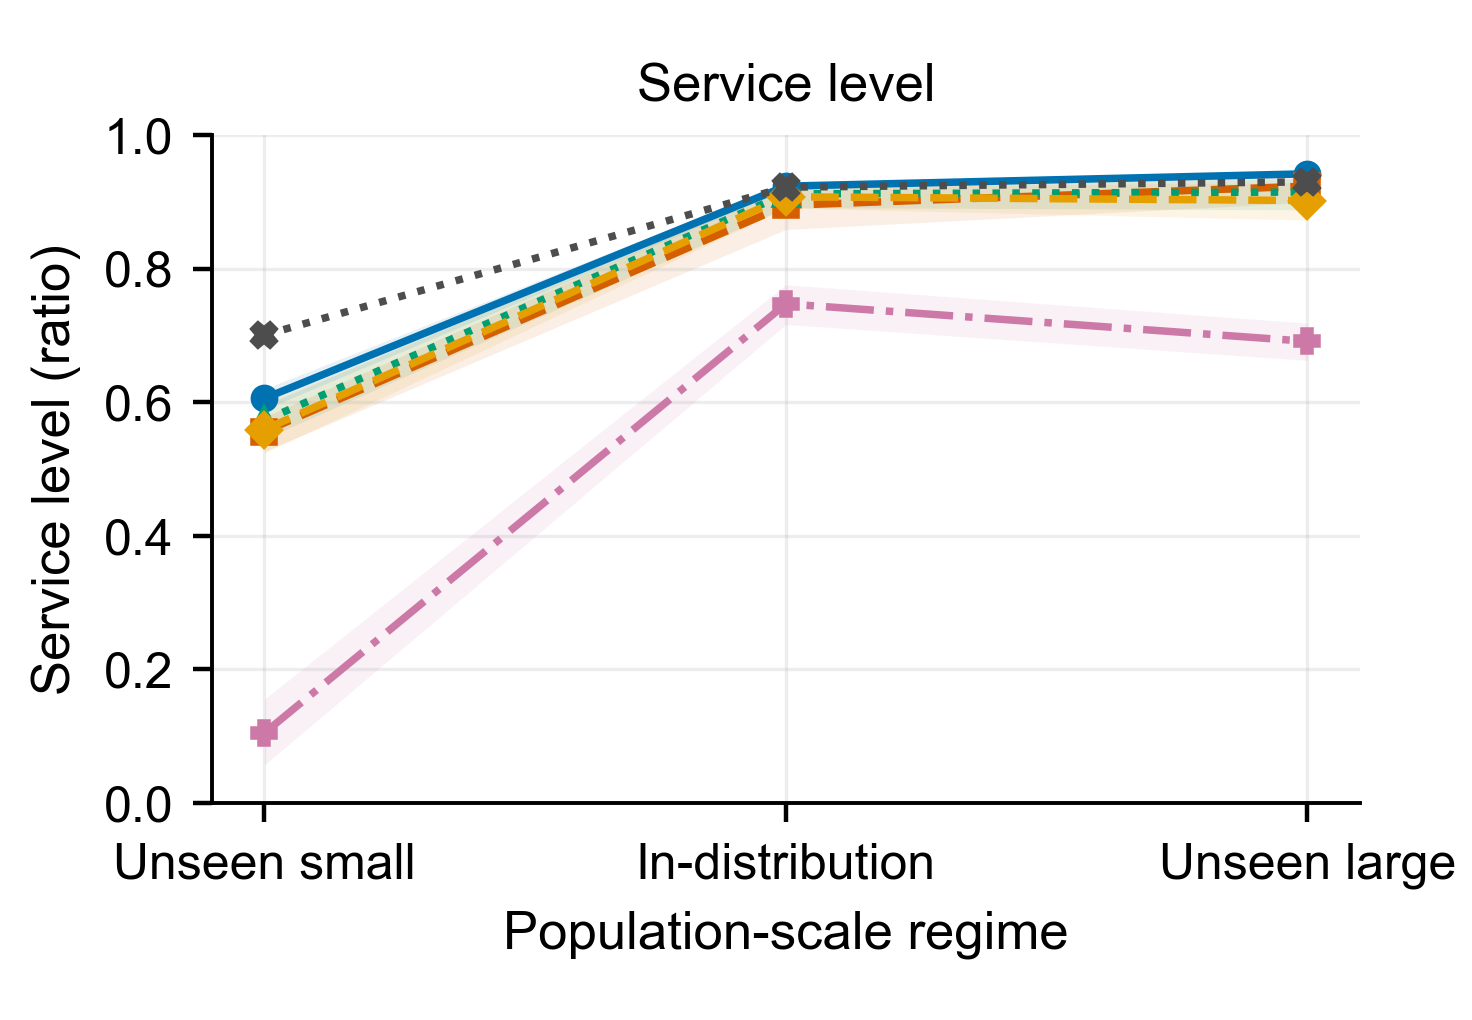 Service level
1.0
0.8
0.6
0.4
0.2
0.0
Service level (ratio)
Unseen small
In-distribution
Unseen large
Population-scale regime